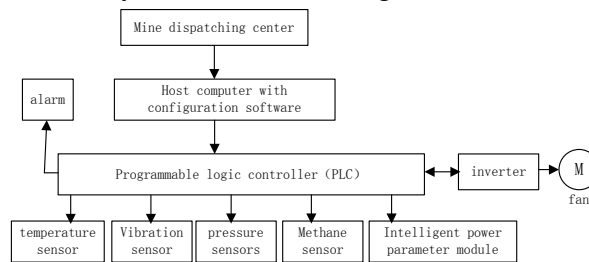 Mine dispatching center
Host computer with
configuration software
alarm
Programmable logic controller（PLC）
inverter
M
fan
temperature
sensor
Vibration
sensor
pressure
sensors
Methane
sensor
Intelligent power
parameter module